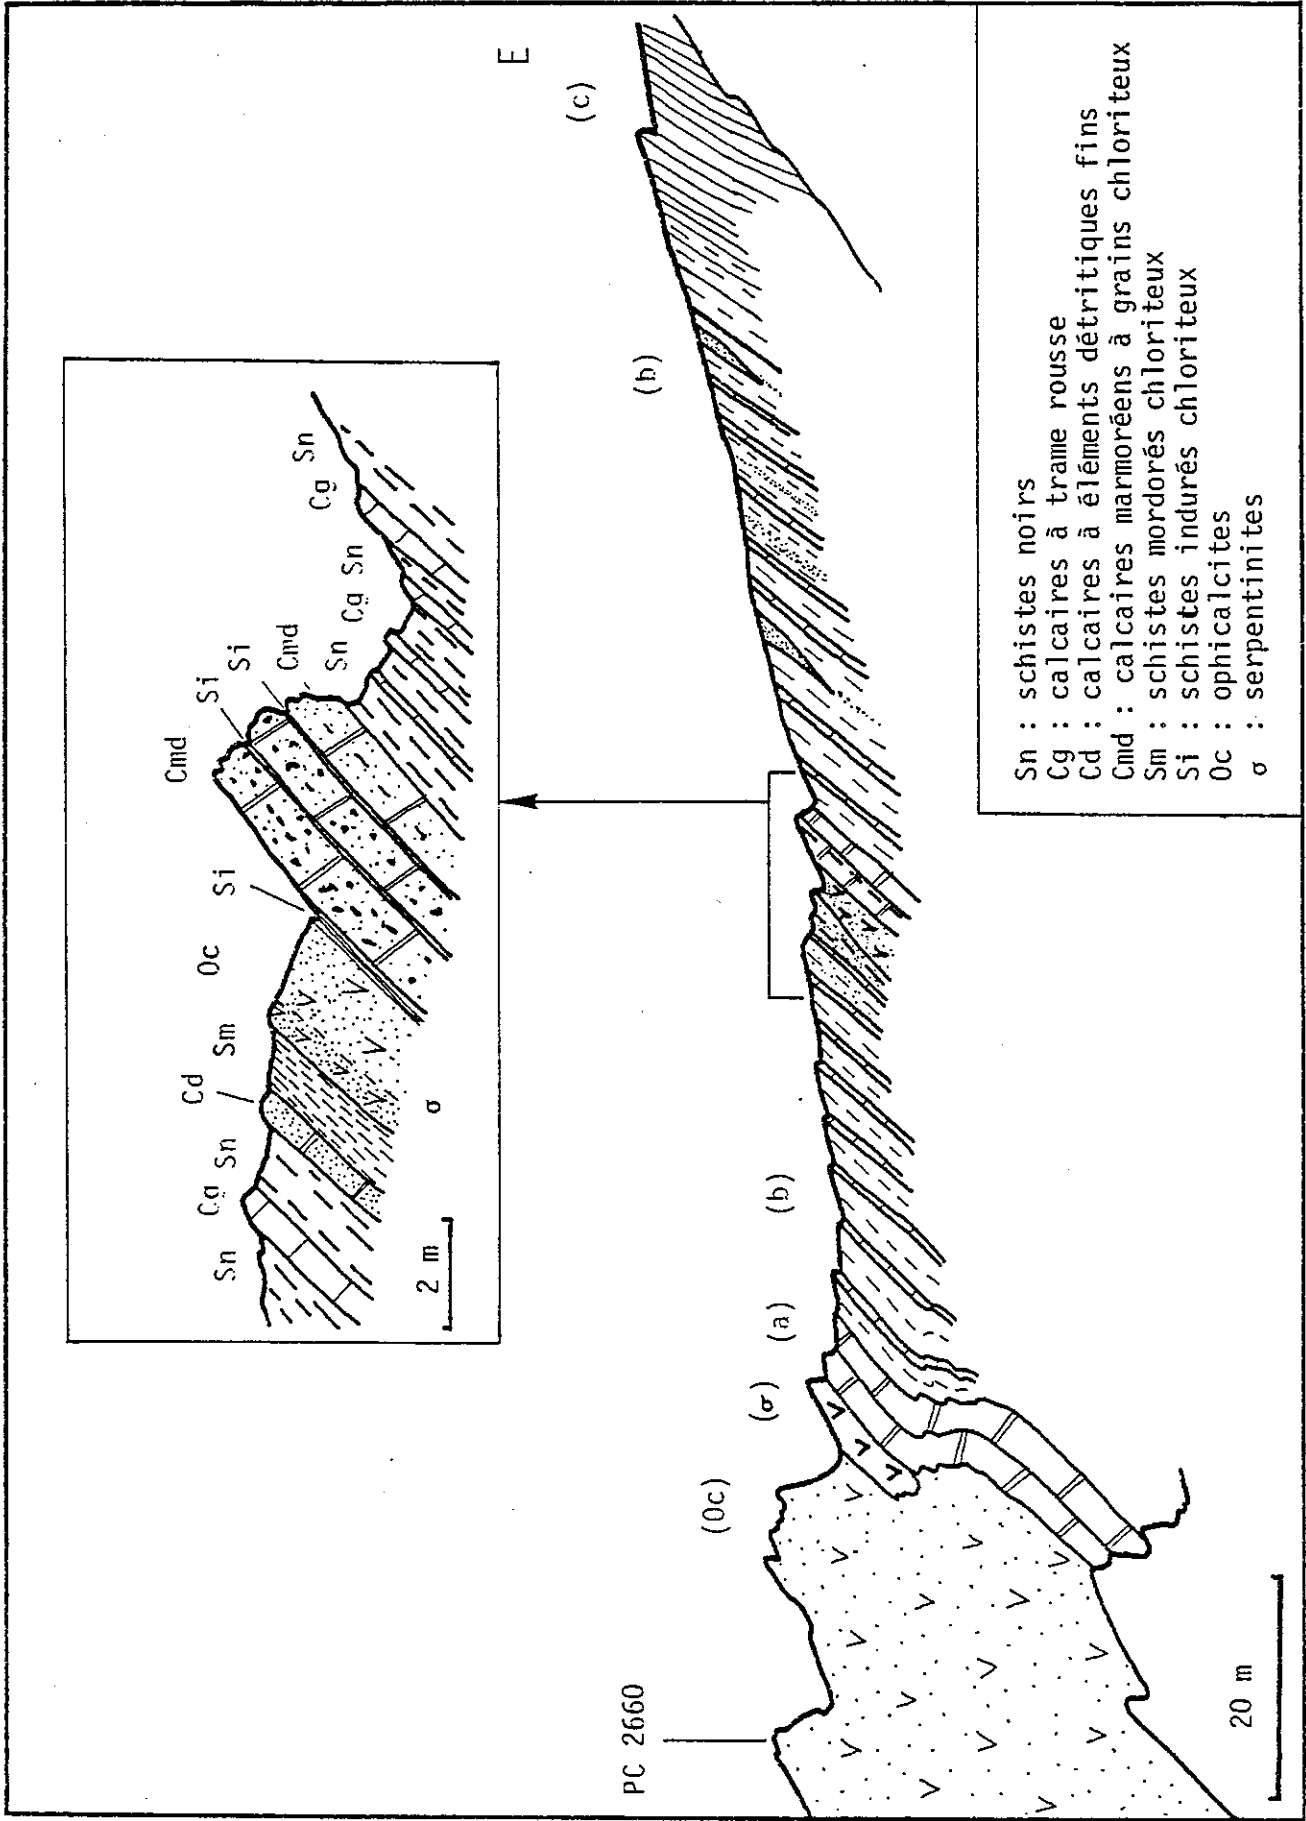 Sn
Cg
Sn
Cd
Sm
Oc
Si
Cmd
Si
Si
Cmd
Sn
Cg
Sn
Cg
Sn
σ
2 m
E
PC 2660
(Oc)
(σ)
(a)
(b)
(b)
(c)
20 m
Sn : schistes noirs
Cg : calcaires à trame rousse
Cd : calcaires à éléments détritiques fins
Cmd : calcaires marmoréens à grains chloriteux
Sm : schistes mordorés chloriteux
Si : schistes indurés chloriteux
Oc : ophicalcites
σ : serpentinites